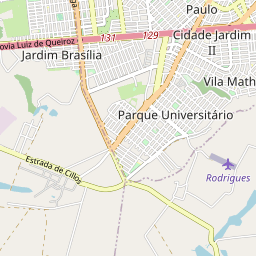 Paulo
ovia Luiz de Queiroz
131
129
Cidade Jardim
II
Jardim Brasília
Vila Math
Parque Universitário
Estrada de Cillos
Rodrigues